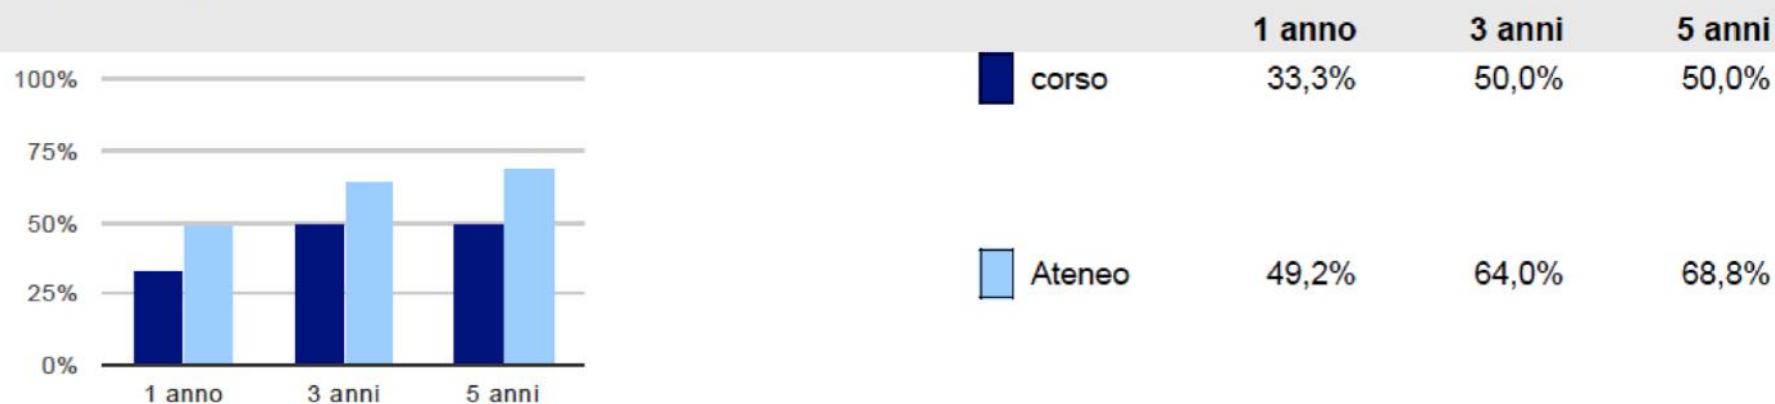 1 anno 3 anni 5 anni
corso 33,3% 50,0% 50,0%
Ateneo 49,2% 64,0% 68,8%
100%
75%
50%
25%
0%
1 anno 3 anni 5 anni